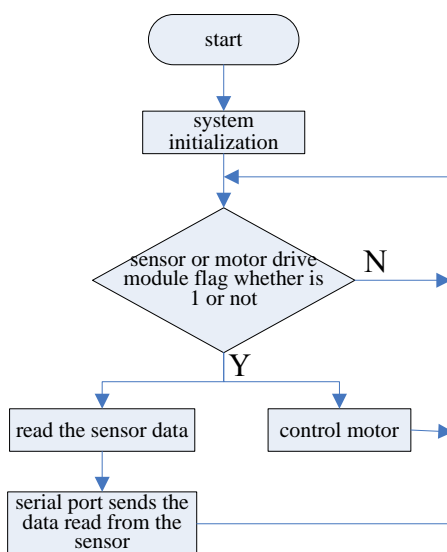 start
system
initialization
sensor or motor drive
module flag whether is
1 or not
N
Y
read the sensor data
control motor
serial port sends the
data read from the
sensor